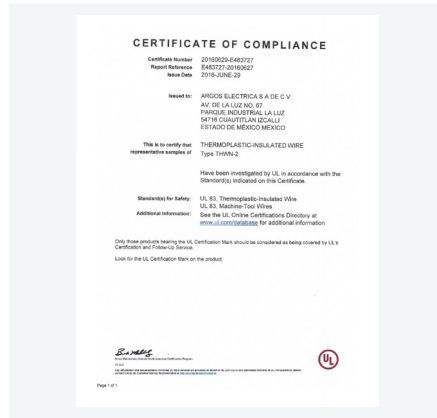 CERTIFICATE OF COMPLIANCE
Certificate Number 20160629-E483727
Report Reference E483727-20160627
Issue Date 2016-JUNE-29
Issued to: ARGOS ELECTRICA S A DE C V
AV. DE LA LUZ NO. 67
PARQUE INDUSTRIAL LA LUZ
54716 CUAUTITLAN IZCALLI
ESTADO DE MÉXICO MEXICO
This is to certify that THERMOPLASTIC-INSULATED WIRE
representative samples of Type THWN-2
Have been investigated by UL in accordance with the
Standard(s) indicated on this Certificate.
Standard(s) for Safety: UL 83, Thermoplastic-Insulated Wire
UL 83, Machine-Tool Wires
Additional Information: See the UL Online Certifications Directory at
www.ul.com/database for additional information
Only those products bearing the UL Certification Mark should be considered as being covered by UL's
Certification and Follow-Up Service.
Look for the UL Certification Mark on the product.
UL
Page 1 of 1